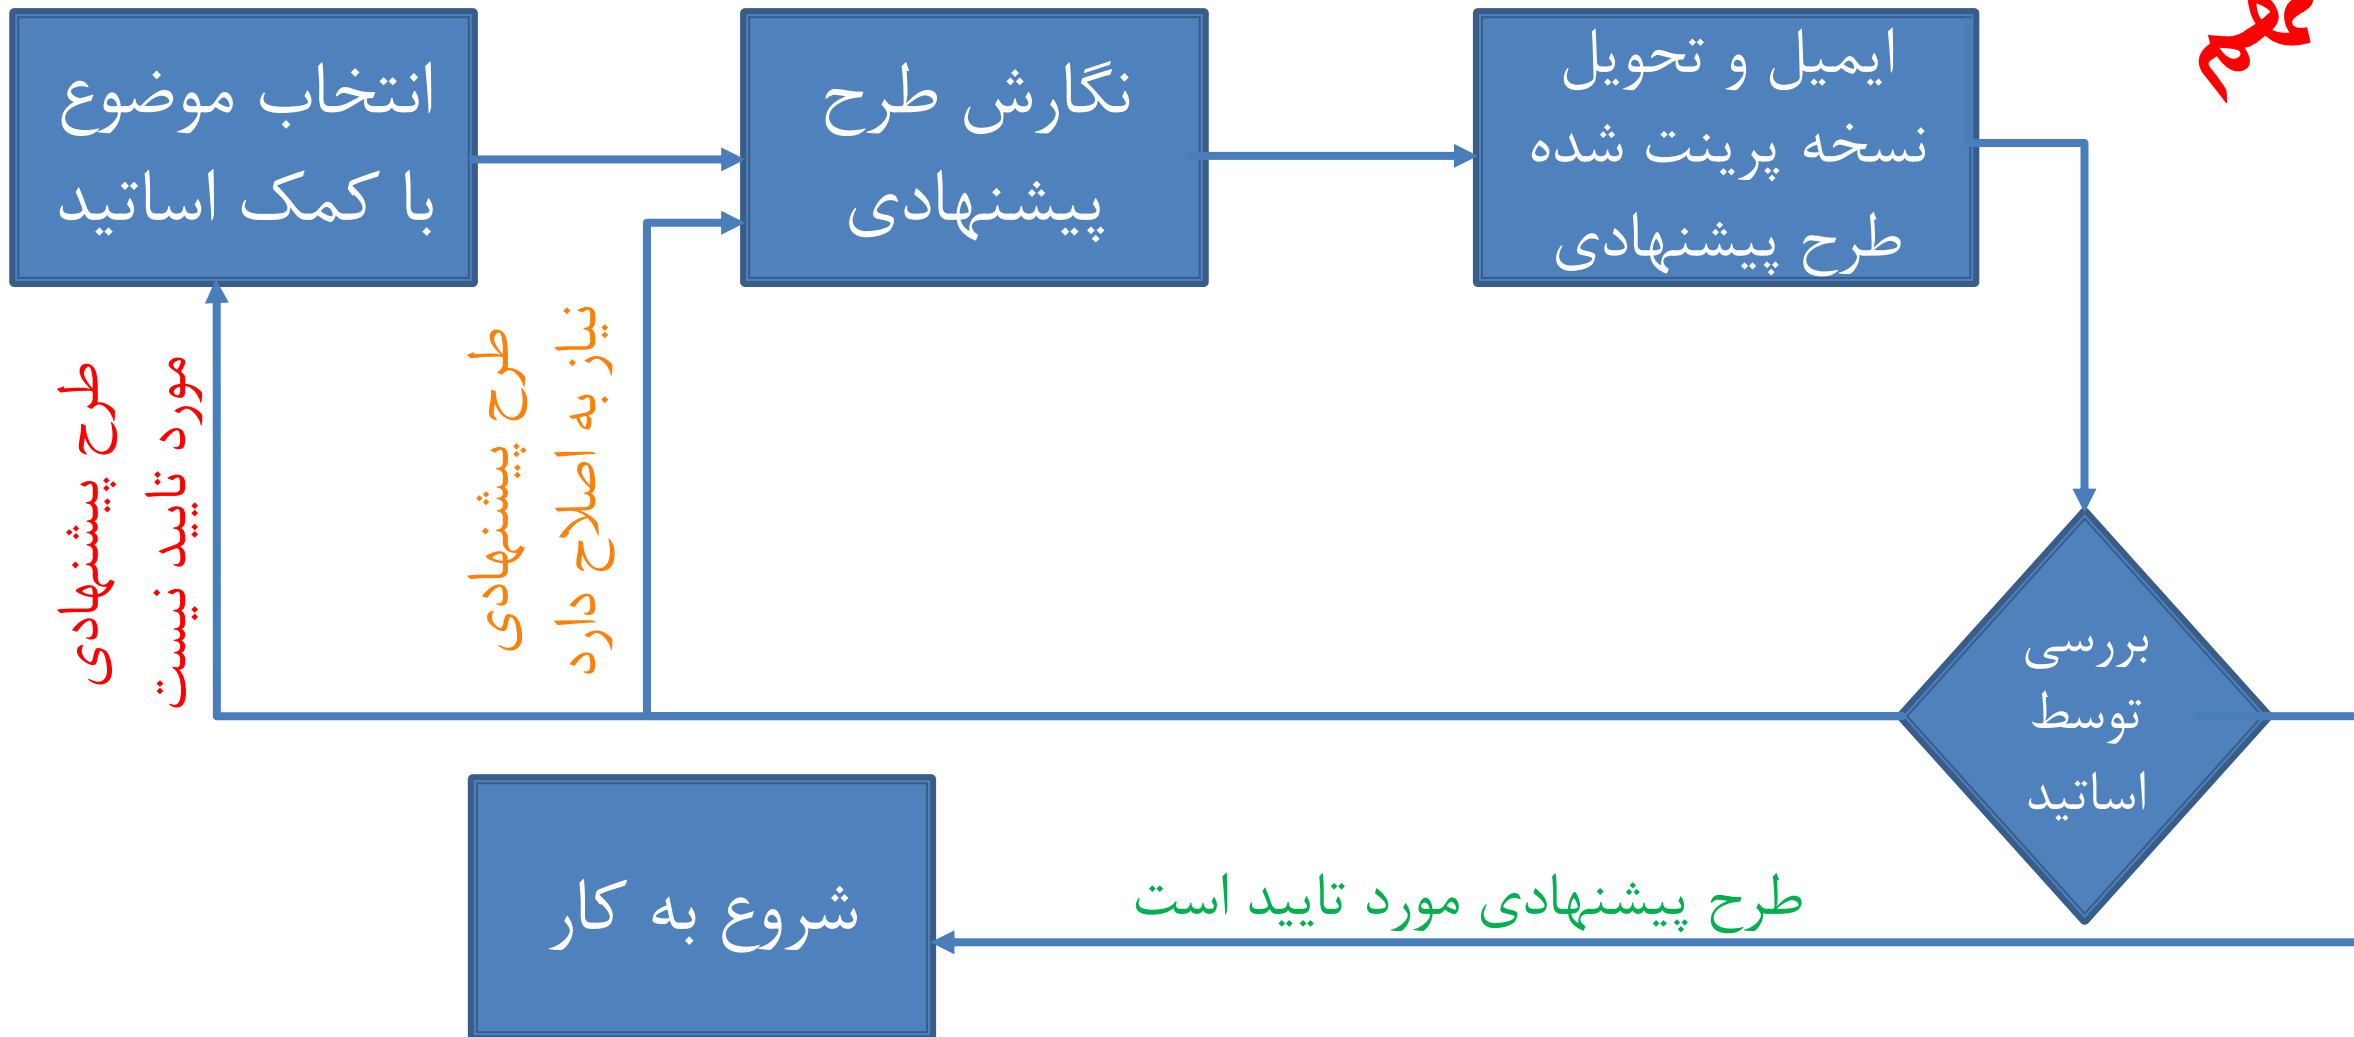 انتخاب موضوع
با کمک اساتید
نگارش طرح
پیشنهادی
ایمیل و تحویل
نسخه پرینت شده
طرح پیشنهادی
طرح پیشنهادی
مورد تایید نیست
طرح پیشنهادی
نیاز به اصلاح دارد
بررسی
توسط
اساتید
طرح پیشنهادی مورد تایید است
شروع به کار